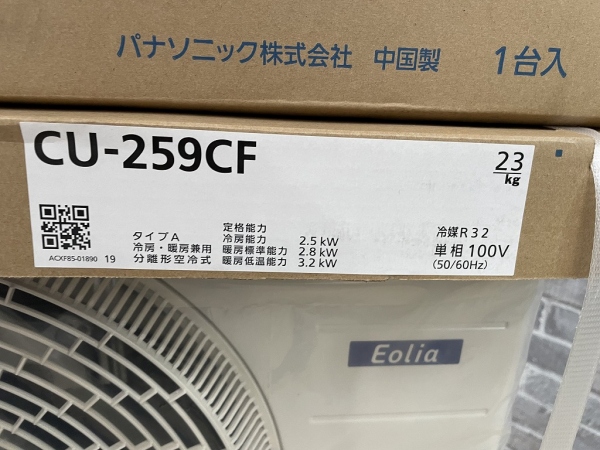 パナソニック株式会社 中国製 1台入
CU-259CF
23
kg
定格能力
タイプA 冷房能力 2.5 kW 冷媒R32
冷房・暖房兼用 暖房標準能力 2.8 kW 単相100V
分離形空冷式 暖房低温能力 3.2 kW (50/60Hz)
ACXF85-01890 19
Eolia